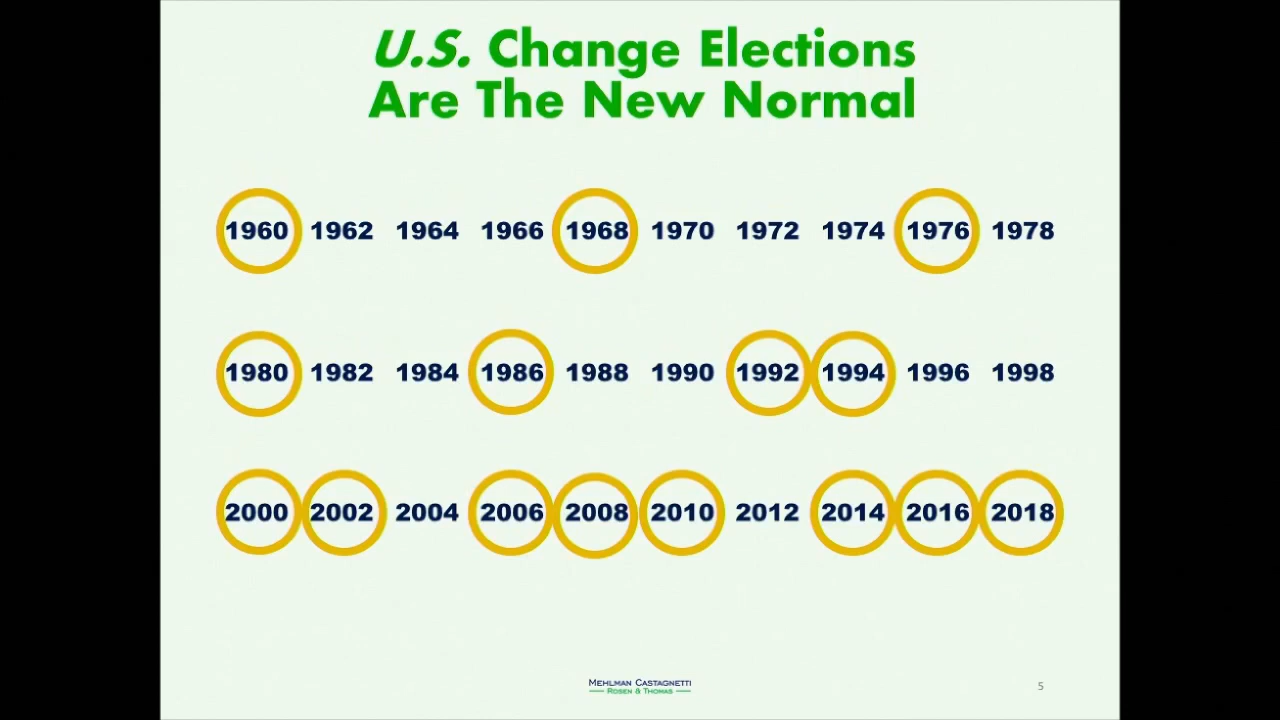 U.S. Change Elections
Are The New Normal
1960 1962 1964 1966 1968 1970 1972 1974 1976 1978
1980 1982 1984 1986 1988 1990 1992 1994 1996 1998
2000 2002 2004 2006 2008 2010 2012 2014 2016 2018
Mehlman Castagnetti
Rosen & Thomas
5